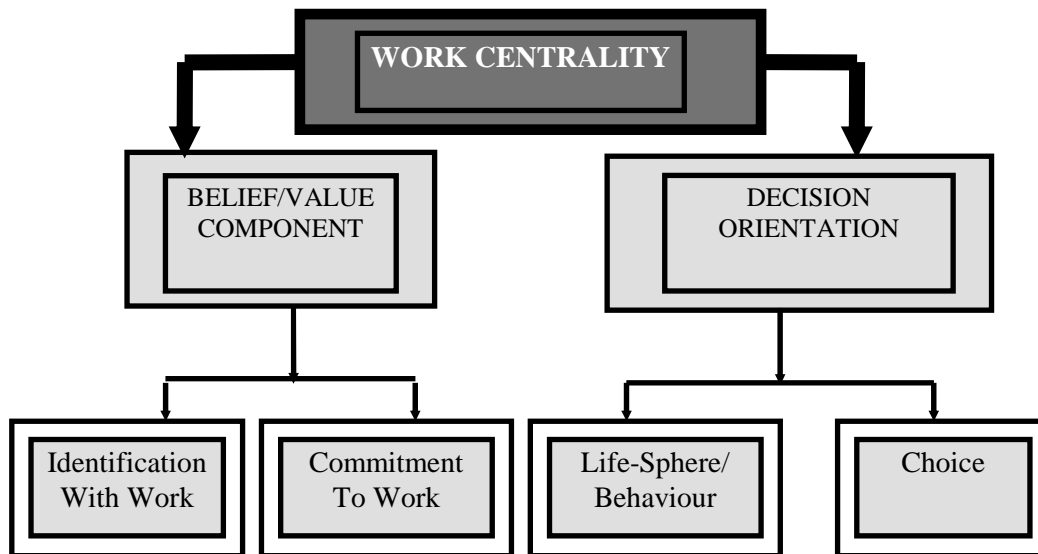 WORK CENTRALITY
BELIEF/VALUE
COMPONENT
DECISION
ORIENTATION
Identification
With Work
Commitment
To Work
Life-Sphere/
Behaviour
Choice